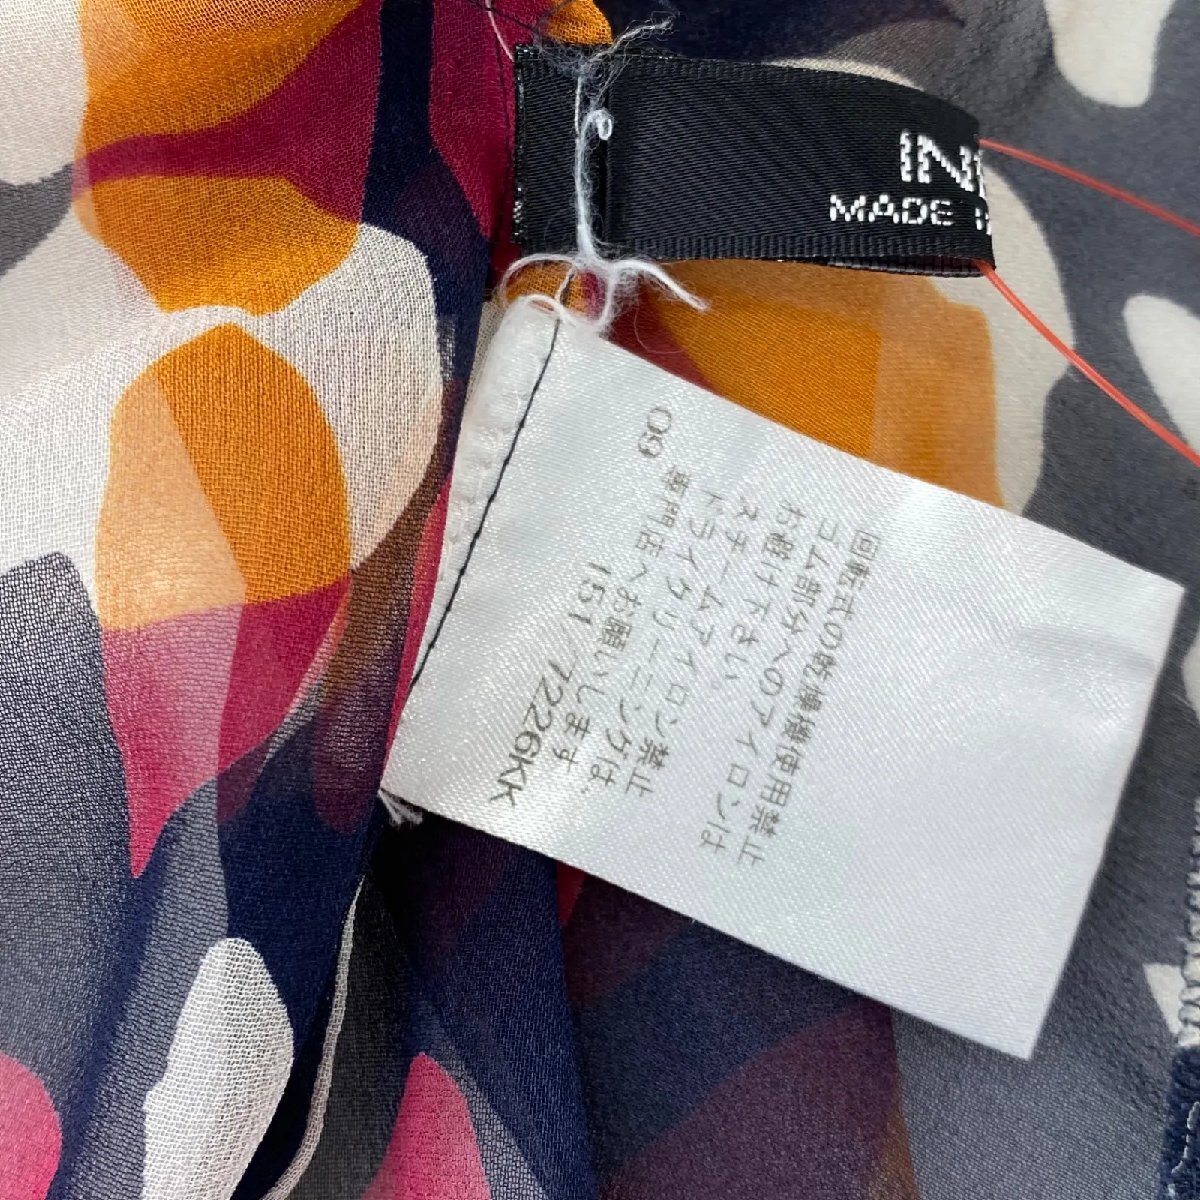 IN
MADE
回転式の乾燥機使用禁止
ゴム部分へのアイロンは
お避け下さい
スチームアイロン禁止
ドライクリーニングは、
専門店へお願いします
151/7226KK
09